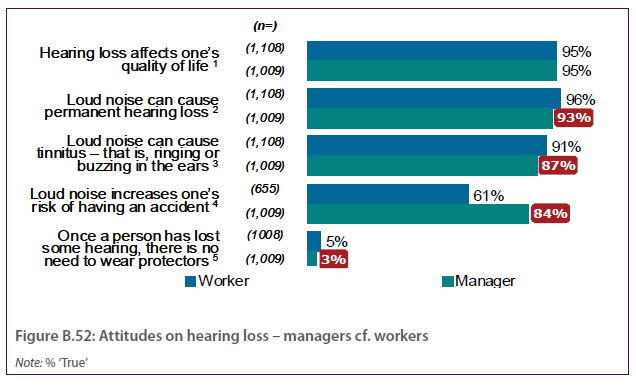 (n=)
Hearing loss affects one's
quality of life 1
(1,108)
(1,009)
95%
95%
Loud noise can cause
permanent hearing loss 2
(1,108)
(1,009)
96%
93%
Loud noise can cause
tinnitus – that is, ringing or
buzzing in the ears 3
(1,108)
(1,009)
91%
87%
Loud noise increases one's
risk of having an accident 4
(655)
(1,009)
61%
84%
Once a person has lost
some hearing, there is no
need to wear protectors 5
(1008)
(1,009)
5%
3%
Worker
Manager
Figure B.52: Attitudes on hearing loss – managers cf. workers
Note: % 'True'